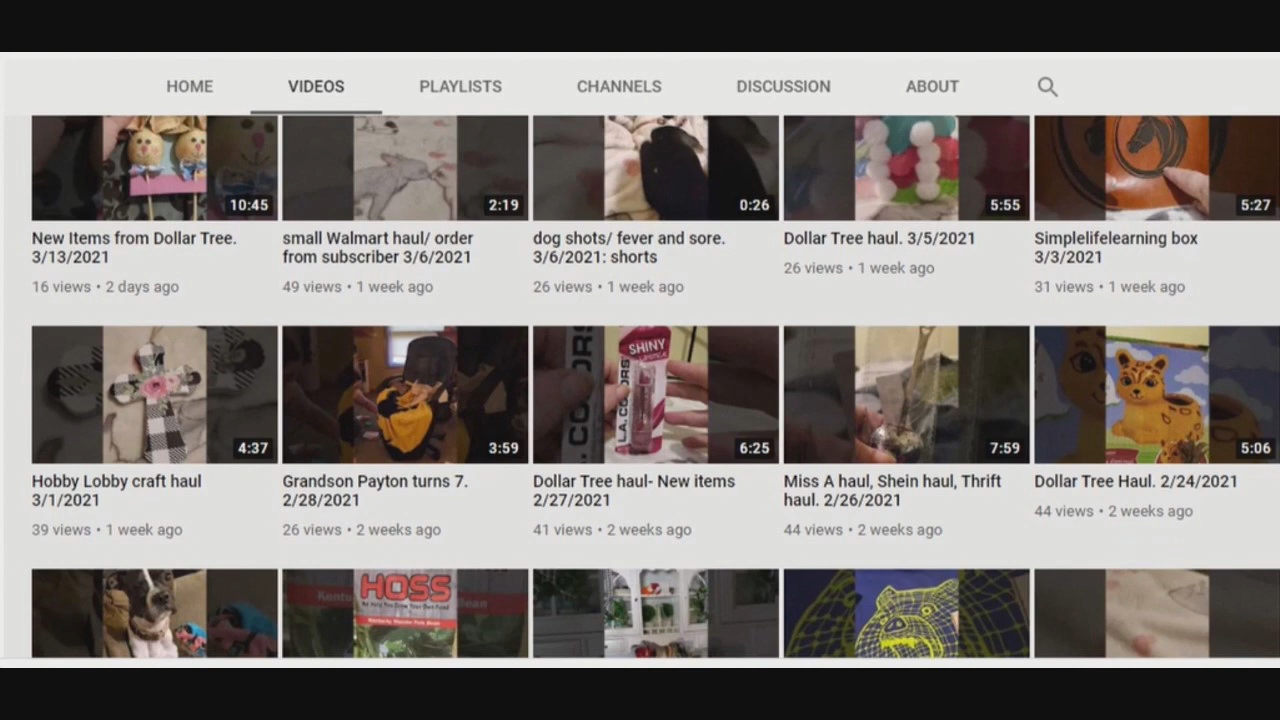 HOME VIDEOS PLAYLISTS CHANNELS DISCUSSION ABOUT
10:45 2:19 0:26 5:55 5:27
New Items from Dollar Tree.
3/13/2021
16 views • 2 days ago
small Walmart haul/ order
from subscriber 3/6/2021
49 views • 1 week ago
dog shots/ fever and sore.
3/6/2021: shorts
26 views • 1 week ago
Dollar Tree haul. 3/5/2021
26 views • 1 week ago
Simplelifelearning box
3/3/2021
31 views • 1 week ago
SHINY
LIPSTICK
L.A. COLORS
4:37 3:59 6:25 7:59 5:06
Hobby Lobby craft haul
3/1/2021
39 views • 1 week ago
Grandson Payton turns 7.
2/28/2021
26 views • 2 weeks ago
Dollar Tree haul- New items
2/27/2021
41 views • 2 weeks ago
Miss A haul, Shein haul, Thrift
haul. 2/26/2021
44 views • 2 weeks ago
Dollar Tree Haul. 2/24/2021
44 views • 2 weeks ago
HOSS